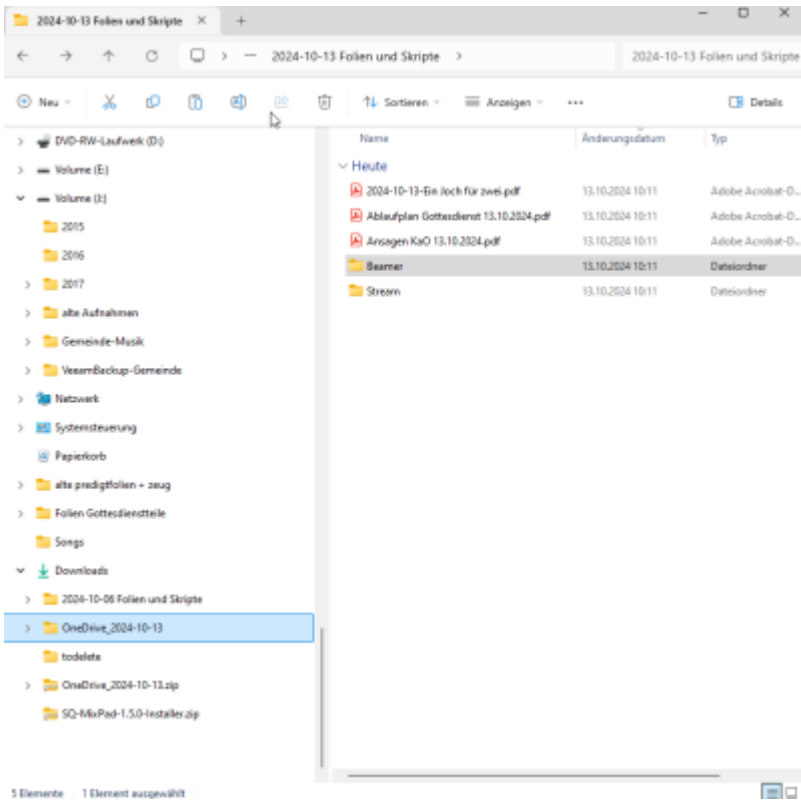 2024-10-13 Folien und Skripte
2024-10-13 Folien und Skripte
2024-10-13 Folien und Skripte
Neu
Sortieren
Anzeigen
Details
DVD-RW-Laufwerk (D:)
Volume (E:)
Volume (I:)
2015
2016
2017
alte Aufnahmen
Gemeinde-Musik
VeeamBackup-Gemeinde
Netzwerk
Systemsteuerung
Papierkorb
alte predigtfolien + zeug
Folien Gottesdienstteile
Songs
Downloads
2024-10-06 Folien und Skripte
OneDrive_2024-10-13
todelete
OneDrive_2024-10-13.zip
SQ-MixPad-1.5.0-Installer.zip
Name Änderungsdatum Typ
Heute
2024-10-13-Ein Joch für zwei.pdf 13.10.2024 10:11 Adobe Acrobat-D...
Ablaufplan Gottesdienst 13.10.2024.pdf 13.10.2024 10:11 Adobe Acrobat-D...
Ansagen KaO 13.10.2024.pdf 13.10.2024 10:11 Adobe Acrobat-D...
Beamer 13.10.2024 10:11 Dateiordner
Stream 13.10.2024 10:11 Dateiordner
5 Elemente 1 Element ausgewählt